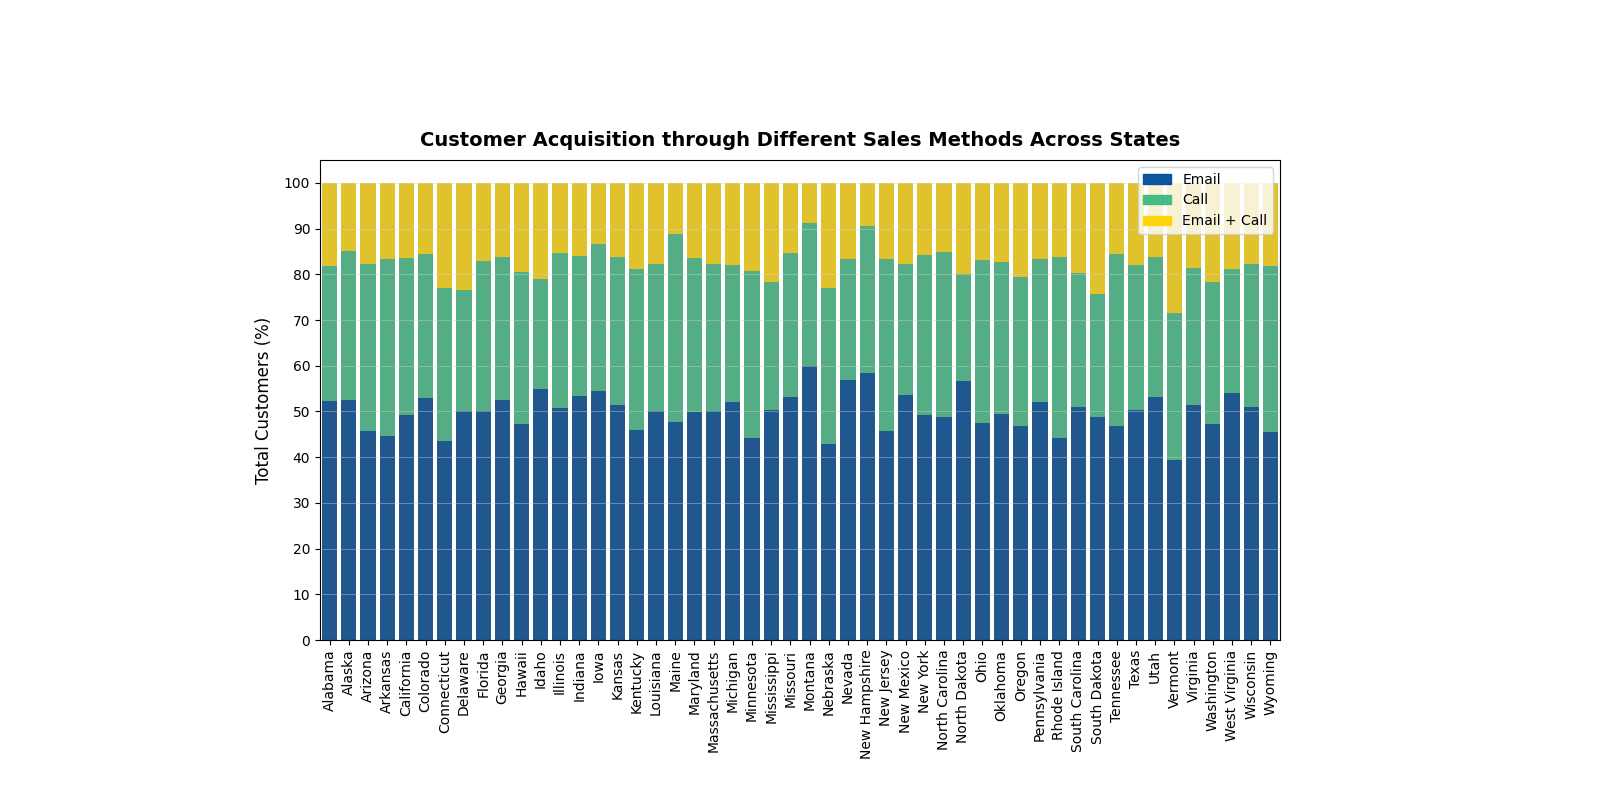 Customer Acquisition through Different Sales Methods Across States
Email
Call
Email + Call
Total Customers (%)
100
90
80
70
60
50
40
30
20
10
0
Alabama
Alaska
Arizona
Arkansas
California
Colorado
Connecticut
Delaware
Florida
Georgia
Hawaii
Idaho
Illinois
Indiana
Iowa
Kansas
Kentucky
Louisiana
Maine
Maryland
Massachusetts
Michigan
Minnesota
Mississippi
Missouri
Montana
Nebraska
Nevada
New Hampshire
New Jersey
New Mexico
New York
North Carolina
North Dakota
Ohio
Oklahoma
Oregon
Pennsylvania
Rhode Island
South Carolina
South Dakota
Tennessee
Texas
Utah
Vermont
Virginia
Washington
West Virginia
Wisconsin
Wyoming